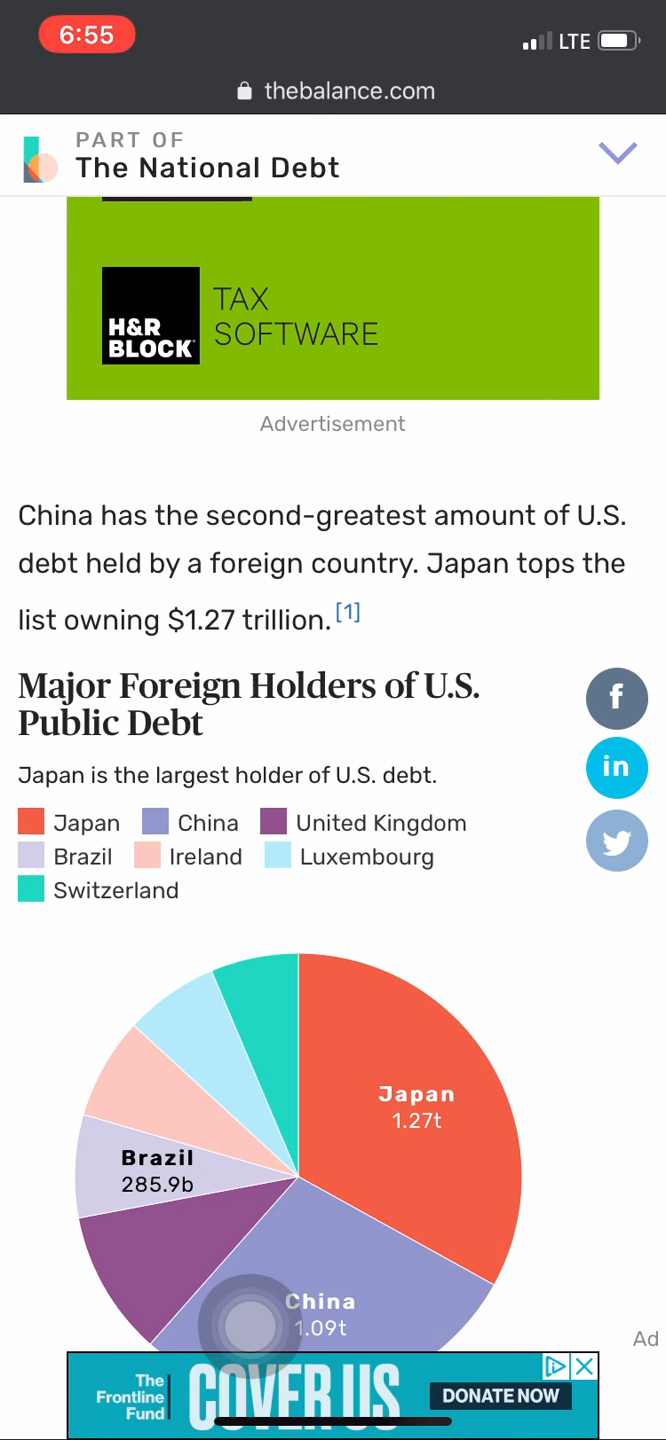 6:55
LTE
thebalance.com
PART OF
The National Debt
H&R
BLOCK
TAX
SOFTWARE
Advertisement
China has the second-greatest amount of U.S.
debt held by a foreign country. Japan tops the
list owning $1.27 trillion. [1]
Major Foreign Holders of U.S.
Public Debt
f
Japan is the largest holder of U.S. debt.
in
Japan China United Kingdom
Brazil Ireland Luxembourg
Switzerland
Japan
1.27t
Brazil
285.9b
China
1.09t
Ad
The
Frontline
Fund
COVER US
DONATE NOW